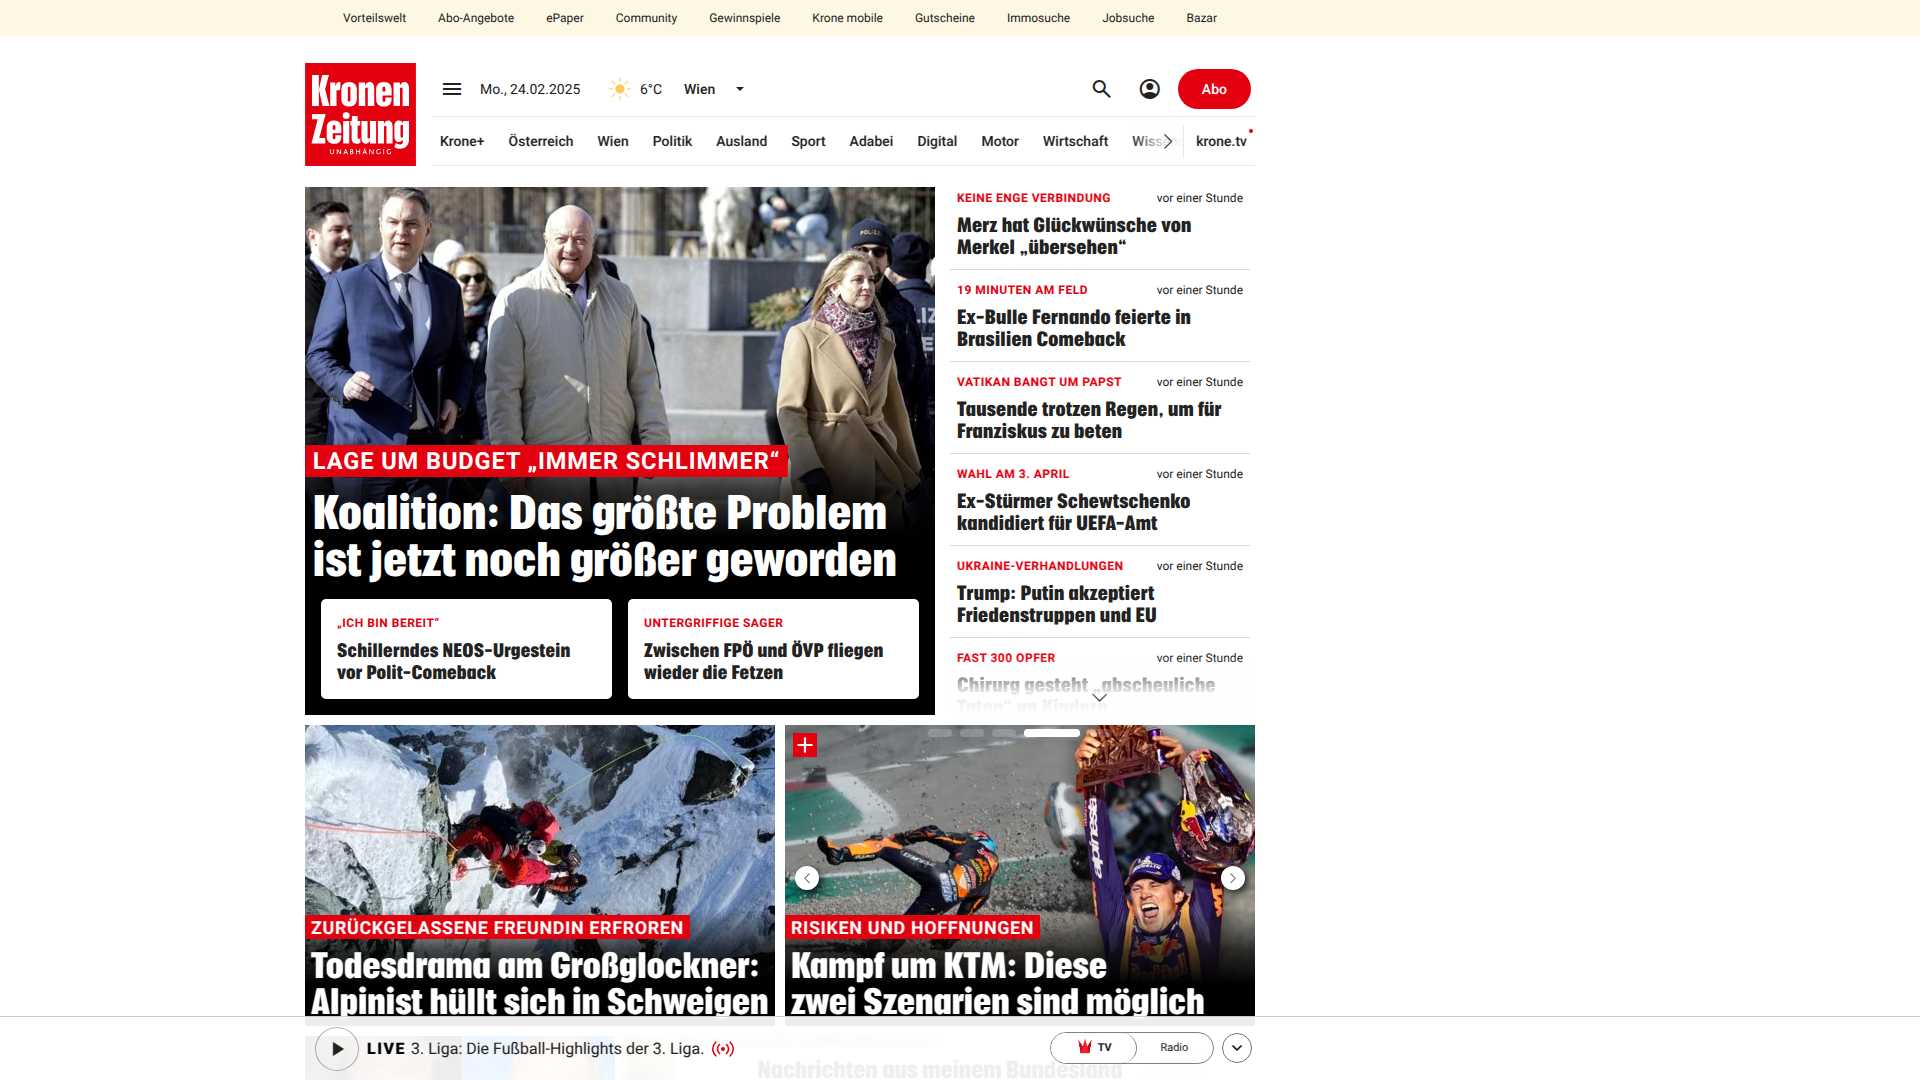 Vorteilswelt Abo-Angebote ePaper Community Gewinnspiele Krone mobile Gutscheine Immosuche Jobsuche Bazar
Kronen
Zeitung
UNABHÄNGIG
Mo., 24.02.2025 6°C Wien
Abo
Krone+ Österreich Wien Politik Ausland Sport Adabei Digital Motor Wirtschaft krone.tv
LAGE UM BUDGET „IMMER SCHLIMMER“
Koalition: Das größte Problem
ist jetzt noch größer geworden
„ICH BIN BEREIT“
Schillerndes NEOS-Urgestein
vor Polit-Comeback
UNTERGRIFFIGE SAGER
Zwischen FPÖ und ÖVP fliegen
wieder die Fetzen
KEINE ENGE VERBINDUNG vor einer Stunde
Merz hat Glückwünsche von
Merkel „übersehen“
19 MINUTEN AM FELD vor einer Stunde
Ex-Bulle Fernando feierte in
Brasilien Comeback
VATIKAN BANGT UM PAPST vor einer Stunde
Tausende trotzen Regen, um für
Franziskus zu beten
WAHL AM 3. APRIL vor einer Stunde
Ex-Stürmer Schewtschenko
kandidiert für UEFA-Amt
UKRAINE-VERHANDLUNGEN vor einer Stunde
Trump: Putin akzeptiert
Friedenstruppen und EU
FAST 300 OPFER vor einer Stunde
Chirurg gesteht „abscheuliche
Taten“ an Kindern
ZURÜCKGELASSENE FREUNDIN ERFROREN
Todesdrama am Großglockner:
Alpinist hüllt sich in Schweigen
alpinestars
RedBull
RISIKEN UND HOFFNUNGEN
Kampf um KTM: Diese
zwei Szenarien sind möglich
LIVE 3. Liga: Die Fußball-Highlights der 3. Liga.
TV Radio
Nachrichten aus meinem Bundesland